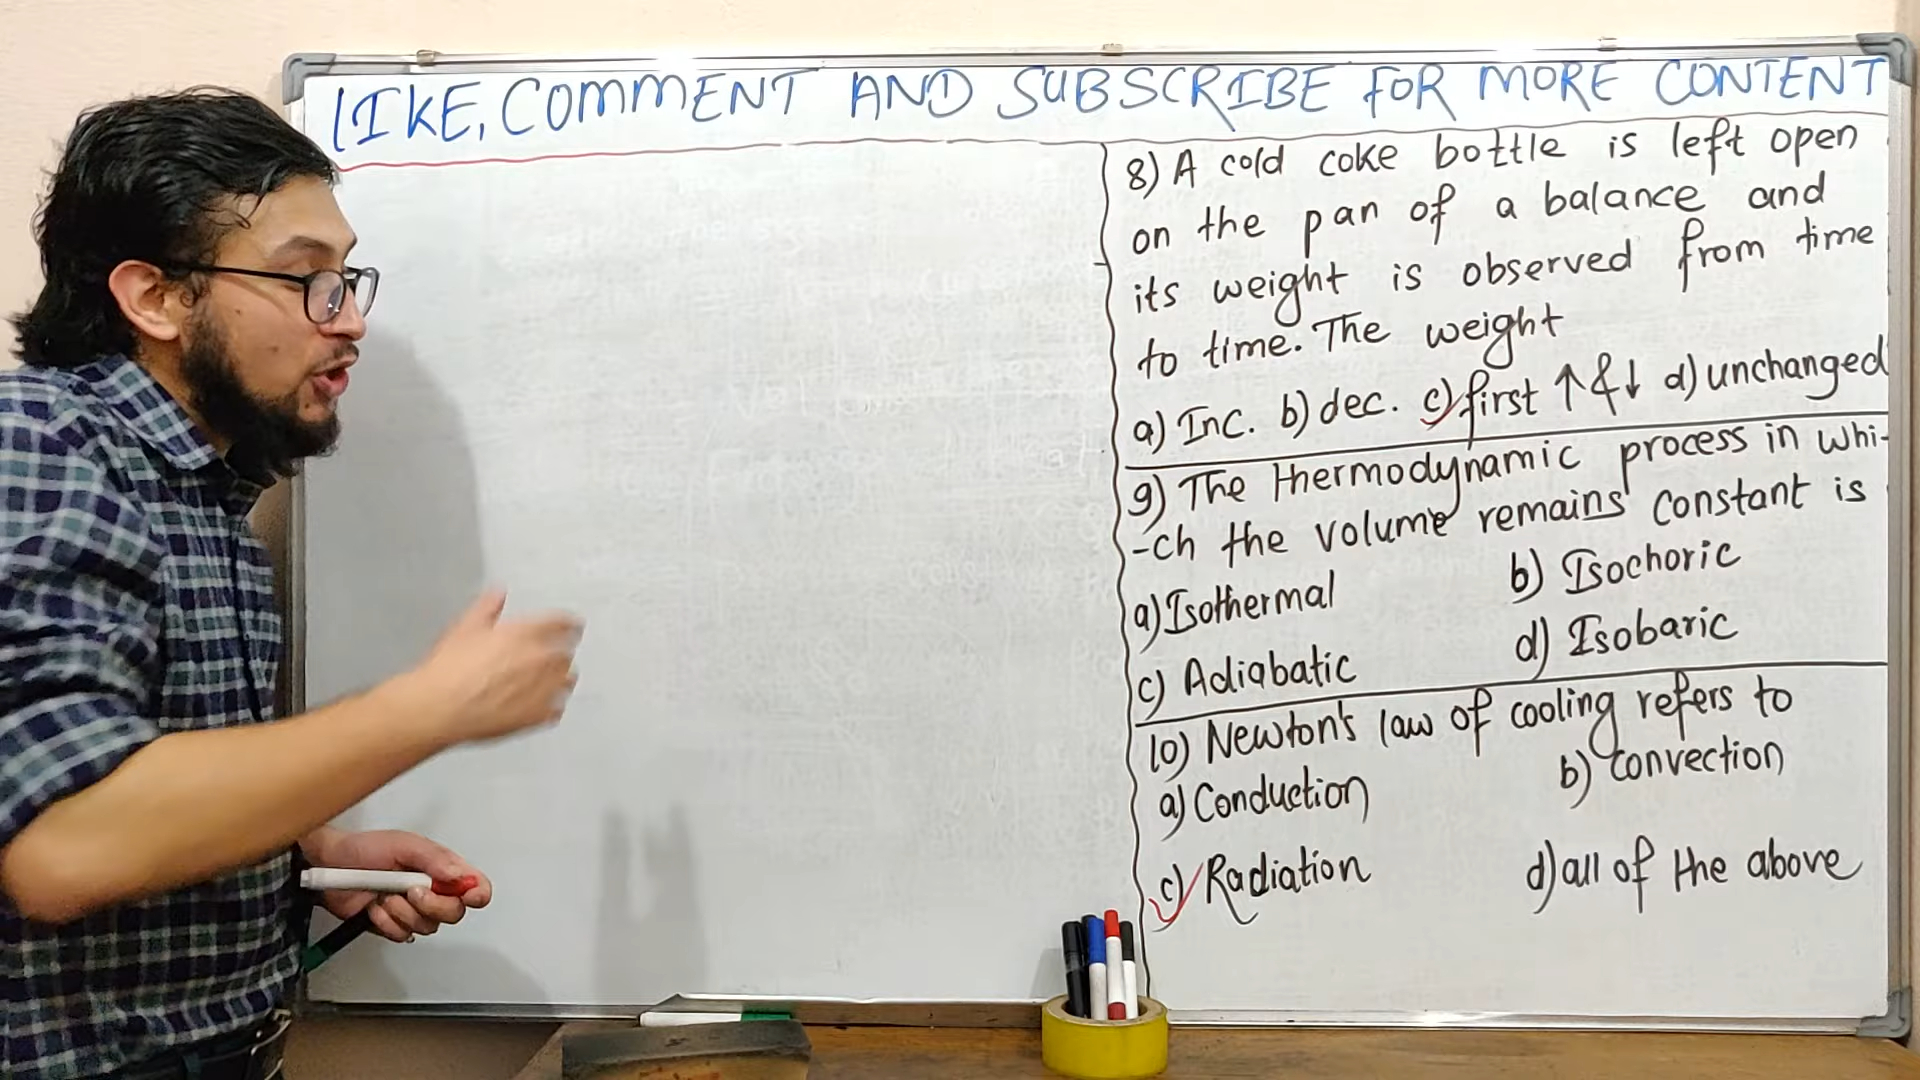 LIKE, COMMENT AND SUBSCRIBE FOR MORE CONTENT
8) A cold coke bottle is left open
on the pan of a balance and
its weight is observed from time
to time. The weight
a) Inc. b) dec. c) first ↑ & ↓ d) unchanged
9) The thermodynamic process in whi-
-ch the volume remains constant is
a) Isothermal b) Isochoric
c) Adiabatic d) Isobaric
10) Newton's law of cooling refers to
a) Conduction b) Convection
c) Radiation d) all of the above